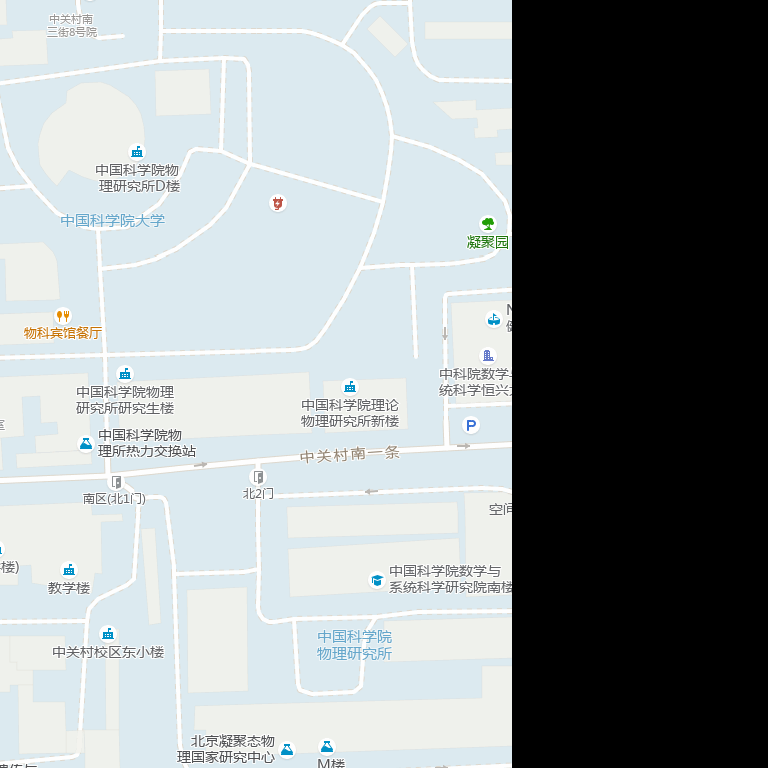 中关村南
三街8号院
中国科学院物
理研究所D楼
中国科学院大学
凝聚园
物科宾馆餐厅
中国科学院物理
研究所研究生楼
中国科学院理论
物理研究所新楼
中科院数学与
统科学恒兴大
P
中国科学院物
理所热力交换站
中关村南一条
南区(北1门)
北2门
空间
楼)
教学楼
中国科学院数学与
系统科学研究院南楼
中关村校区东小楼
中国科学院
物理研究所
北京凝聚态物
理国家研究中心
M楼